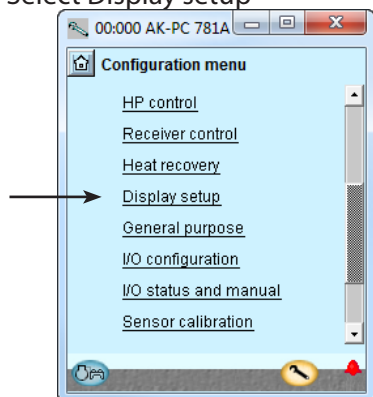 Select Display setup
00:000 AK-PC 781A
Configuration menu
HP control
Receiver control
Heat recovery
Display setup
General purpose
I/O configuration
I/O status and manual
Sensor calibration